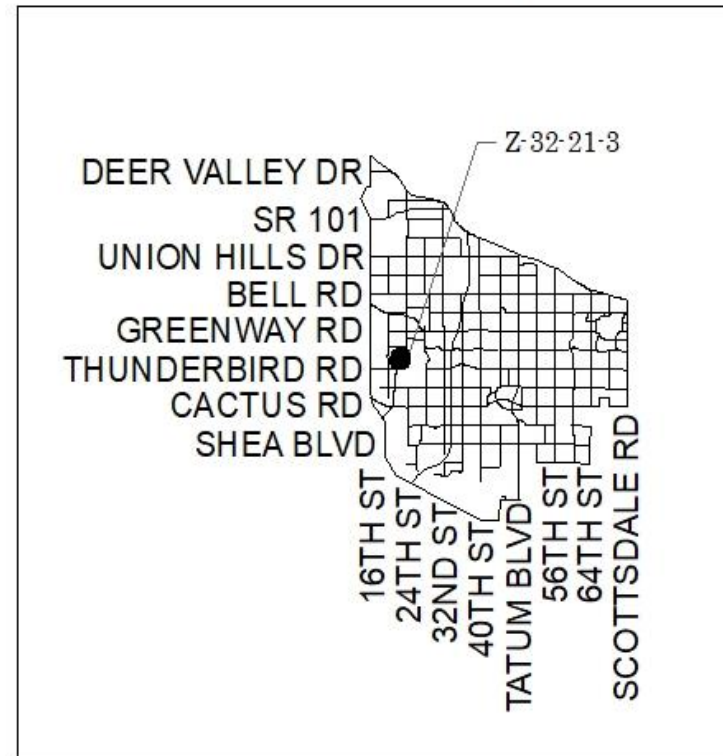 Z-32-21-3
DEER VALLEY DR
SR 101
UNION HILLS DR
BELL RD
GREENWAY RD
THUNDERBIRD RD
CACTUS RD
SHEA BLVD
16TH ST
24TH ST
32ND ST
40TH ST
TATUM BLVD
56TH ST
64TH ST
SCOTTSDALE RD